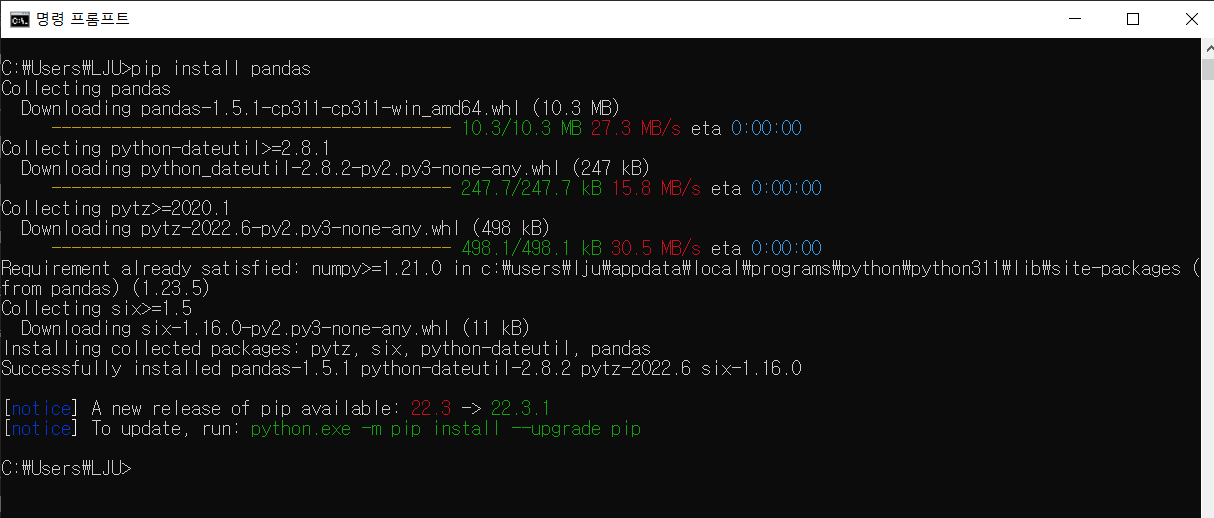 명령 프롬프트
C:₩Users₩LJU>pip install pandas
Collecting pandas
  Downloading pandas-1.5.1-cp311-cp311-win_amd64.whl (10.3 MB)
     ---------------------------------------- 10.3/10.3 MB 27.3 MB/s eta 0:00:00
Collecting python-dateutil>=2.8.1
  Downloading python_dateutil-2.8.2-py2.py3-none-any.whl (247 kB)
     ---------------------------------------- 247.7/247.7 kB 15.8 MB/s eta 0:00:00
Collecting pytz>=2020.1
  Downloading pytz-2022.6-py2.py3-none-any.whl (498 kB)
     ---------------------------------------- 498.1/498.1 kB 30.5 MB/s eta 0:00:00
Requirement already satisfied: numpy>=1.21.0 in c:₩users₩lju₩appdata₩local₩programs₩python₩python311₩lib₩site-packages (
from pandas) (1.23.5)
Collecting six>=1.5
  Downloading six-1.16.0-py2.py3-none-any.whl (11 kB)
Installing collected packages: pytz, six, python-dateutil, pandas
Successfully installed pandas-1.5.1 python-dateutil-2.8.2 pytz-2022.6 six-1.16.0
[notice] A new release of pip available: 22.3 -> 22.3.1
[notice] To update, run: python.exe -m pip install --upgrade pip
C:₩Users₩LJU>